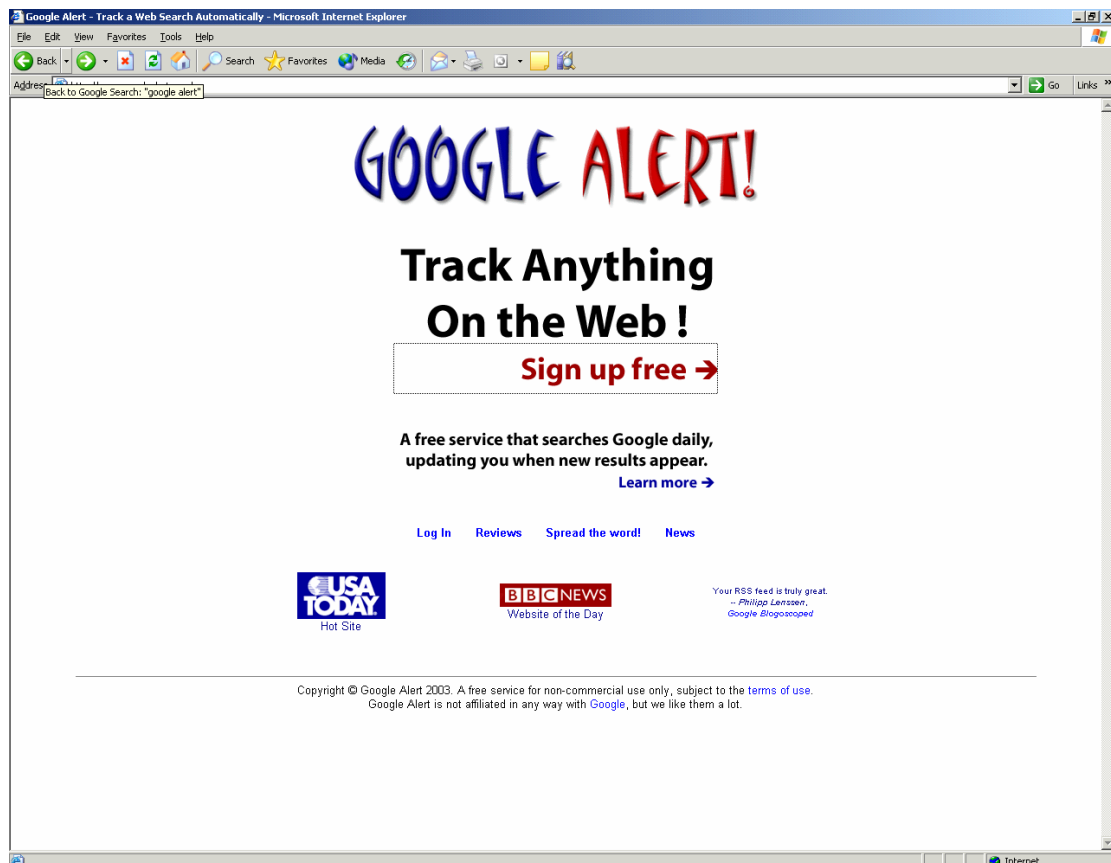 Google Alert - Track a Web Search Automatically - Microsoft Internet Explorer
File Edit View Favorites Tools Help
Back Search Favorites Media
Address Go Links »
Back to Google Search: "google alert"
GOOGLE ALERT!
Track Anything
On the Web !
Sign up free →
A free service that searches Google daily,
updating you when new results appear.
Learn more →
Log In Reviews Spread the word! News
USA
TODAY.
Hot Site
BBC NEWS
Website of the Day
Your RSS feed is truly great.
-- Philipp Lenssen,
Google Blogoscoped
Copyright © Google Alert 2003. A free service for non-commercial use only, subject to the terms of use.
Google Alert is not affiliated in any way with Google, but we like them a lot.
Internet